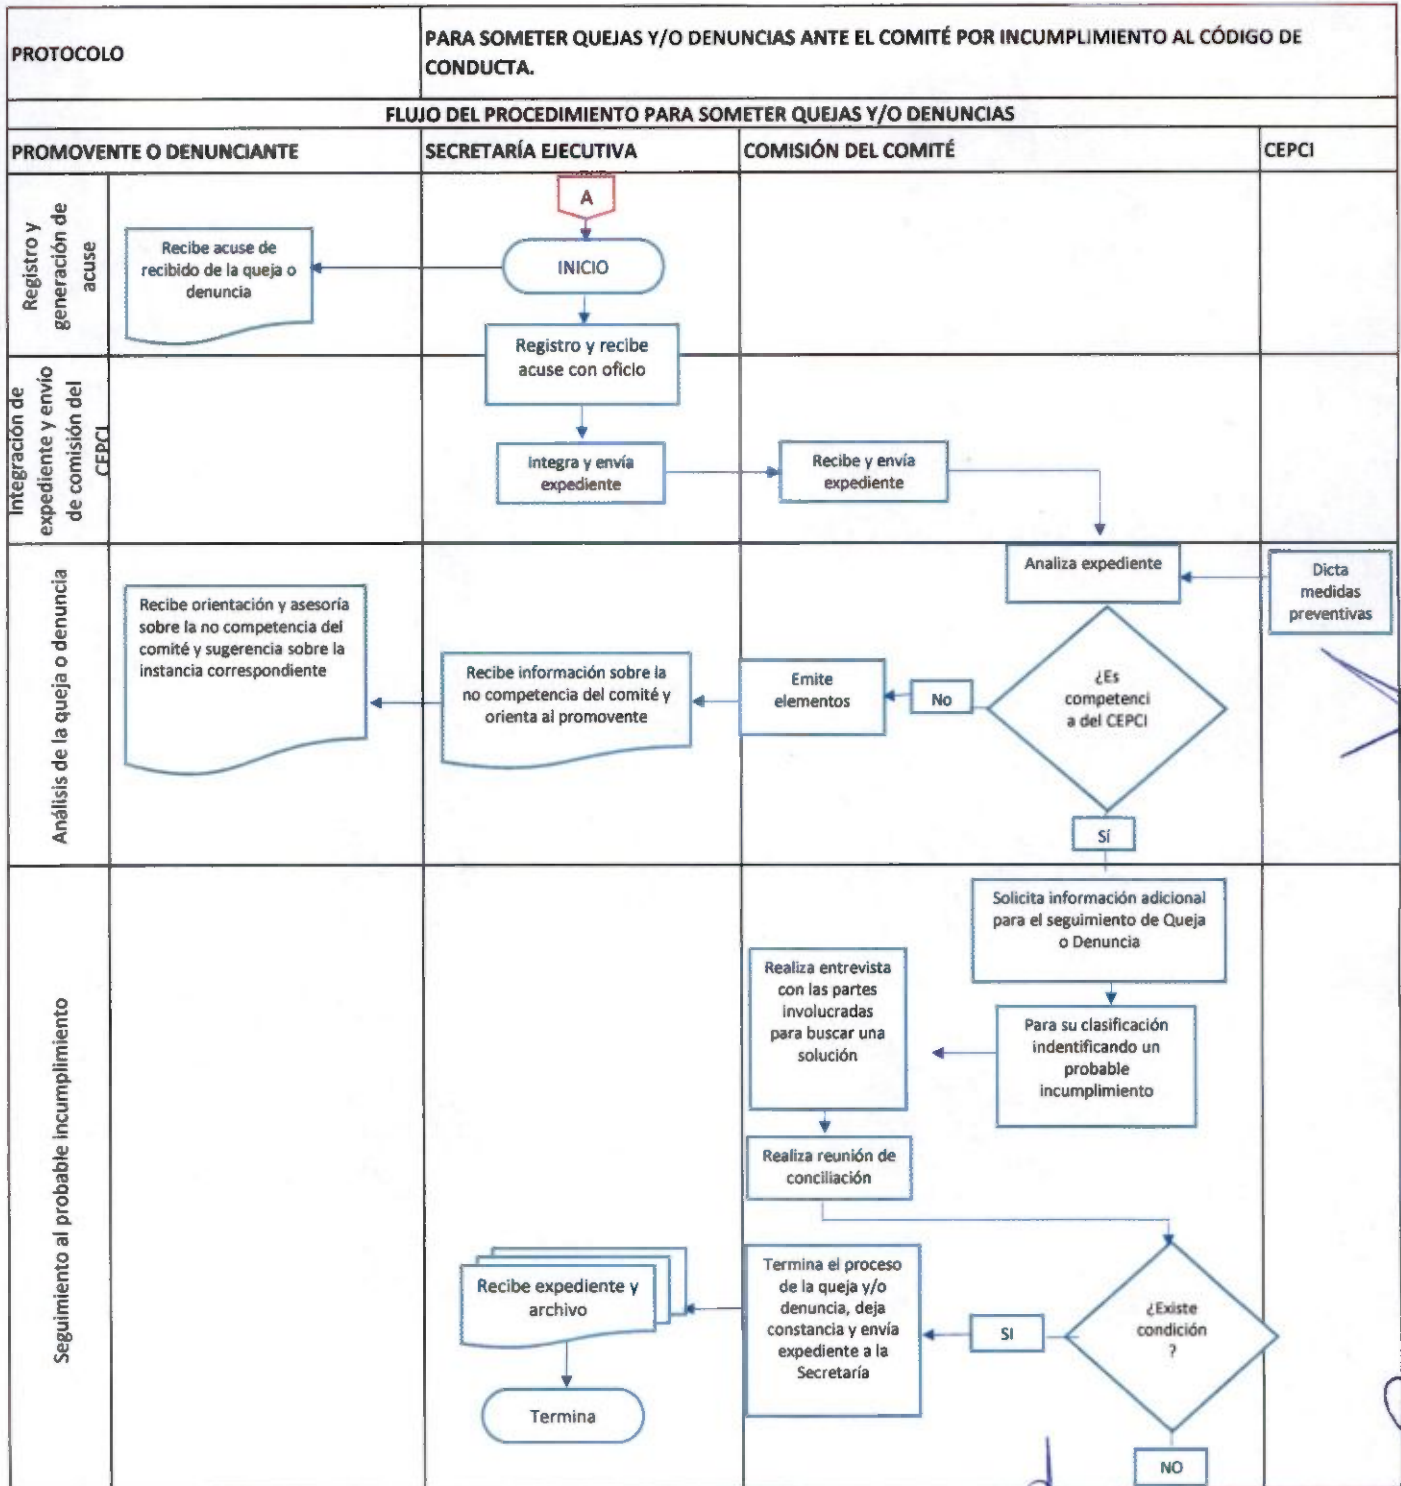 PROTOCOLO
PARA SOMETER QUEJAS Y/O DENUNCIAS ANTE EL COMITÉ POR INCUMPLIMIENTO AL CÓDIGO DE
CONDUCTA.
FLUJO DEL PROCEDIMIENTO PARA SOMETER QUEJAS Y/O DENUNCIAS
PROMOVENTE O DENUNCIANTE
SECRETARÍA EJECUTIVA
COMISIÓN DEL COMITÉ
CEPCI
Registro y
generación de
acuse
Recibe acuse de
recibido de la queja o
denuncia
A
INICIO
Registro y recibe
acuse con oficio
Integración de
expediente y envío
de comisión del
CEPCI
Integra y envía
expediente
Recibe y envía
expediente
Análisis de la queja o denuncia
Analiza expediente
Dicta
medidas
preventivas
Recibe orientación y asesoría
sobre la no competencia del
comité y sugerencia sobre la
instancia correspondiente
Recibe información sobre la
no competencia del comité y
orienta al promovente
Emite
elementos
No
¿Es
competenci
a del CEPCI
Sí
Seguimiento al probable incumplimiento
Solicita información adicional
para el seguimiento de Queja
o Denuncia
Realiza entrevista
con las partes
involucradas
para buscar una
solución
Para su clasificación
indentificando un
probable
incumplimiento
Realiza reunión de
conciliación
Recibe expediente y
archivo
Termina el proceso
de la queja y/o
denuncia, deja
constancia y envía
expediente a la
Secretaría
SI
¿Existe
condición
?
Termina
NO